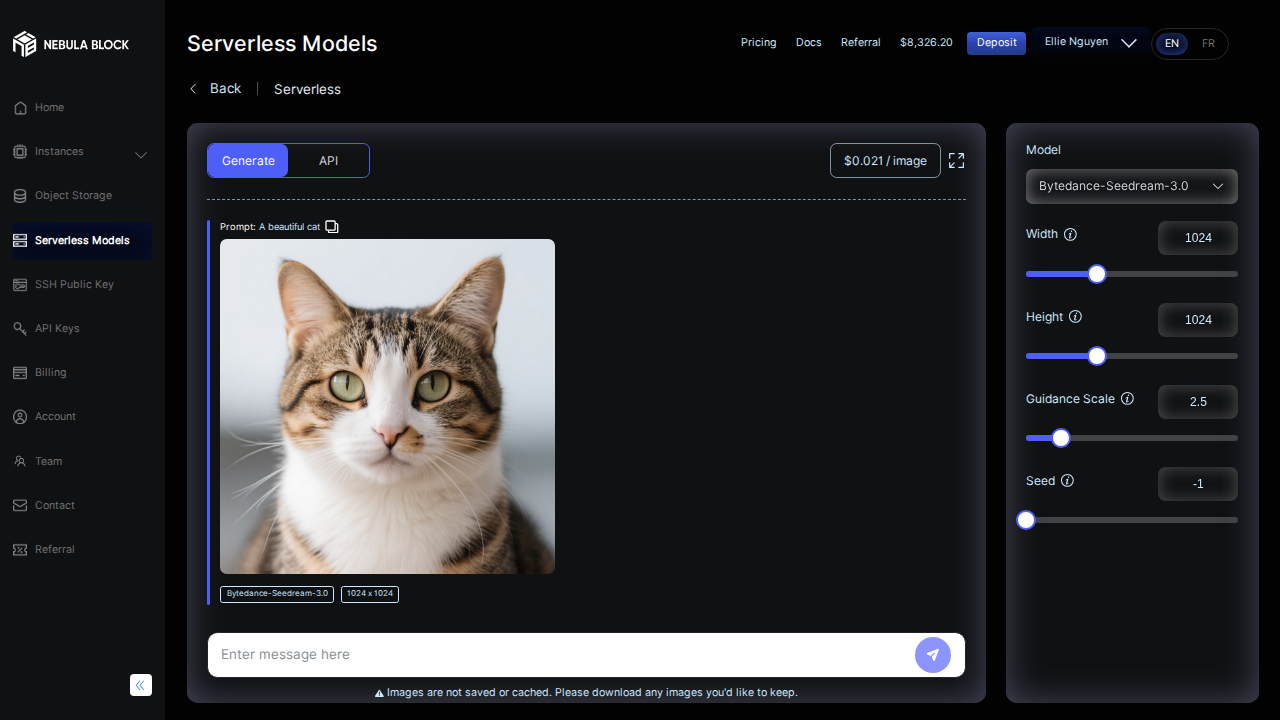 NEBULA BLOCK
Serverless Models
Pricing
Docs
Referral
$8,326.20
Deposit
Ellie Nguyen
EN
FR
Back
Serverless
Home
Instances
Object Storage
Serverless Models
SSH Public Key
API Keys
Billing
Account
Team
Contact
Referral
Generate
API
$0.021 / image
Prompt: A beautiful cat
Bytedance-Seedream-3.0
1024 x 1024
Enter message here
Images are not saved or cached. Please download any images you'd like to keep.
Model
Bytedance-Seedream-3.0
Width
1024
Height
1024
Guidance Scale
2.5
Seed
-1